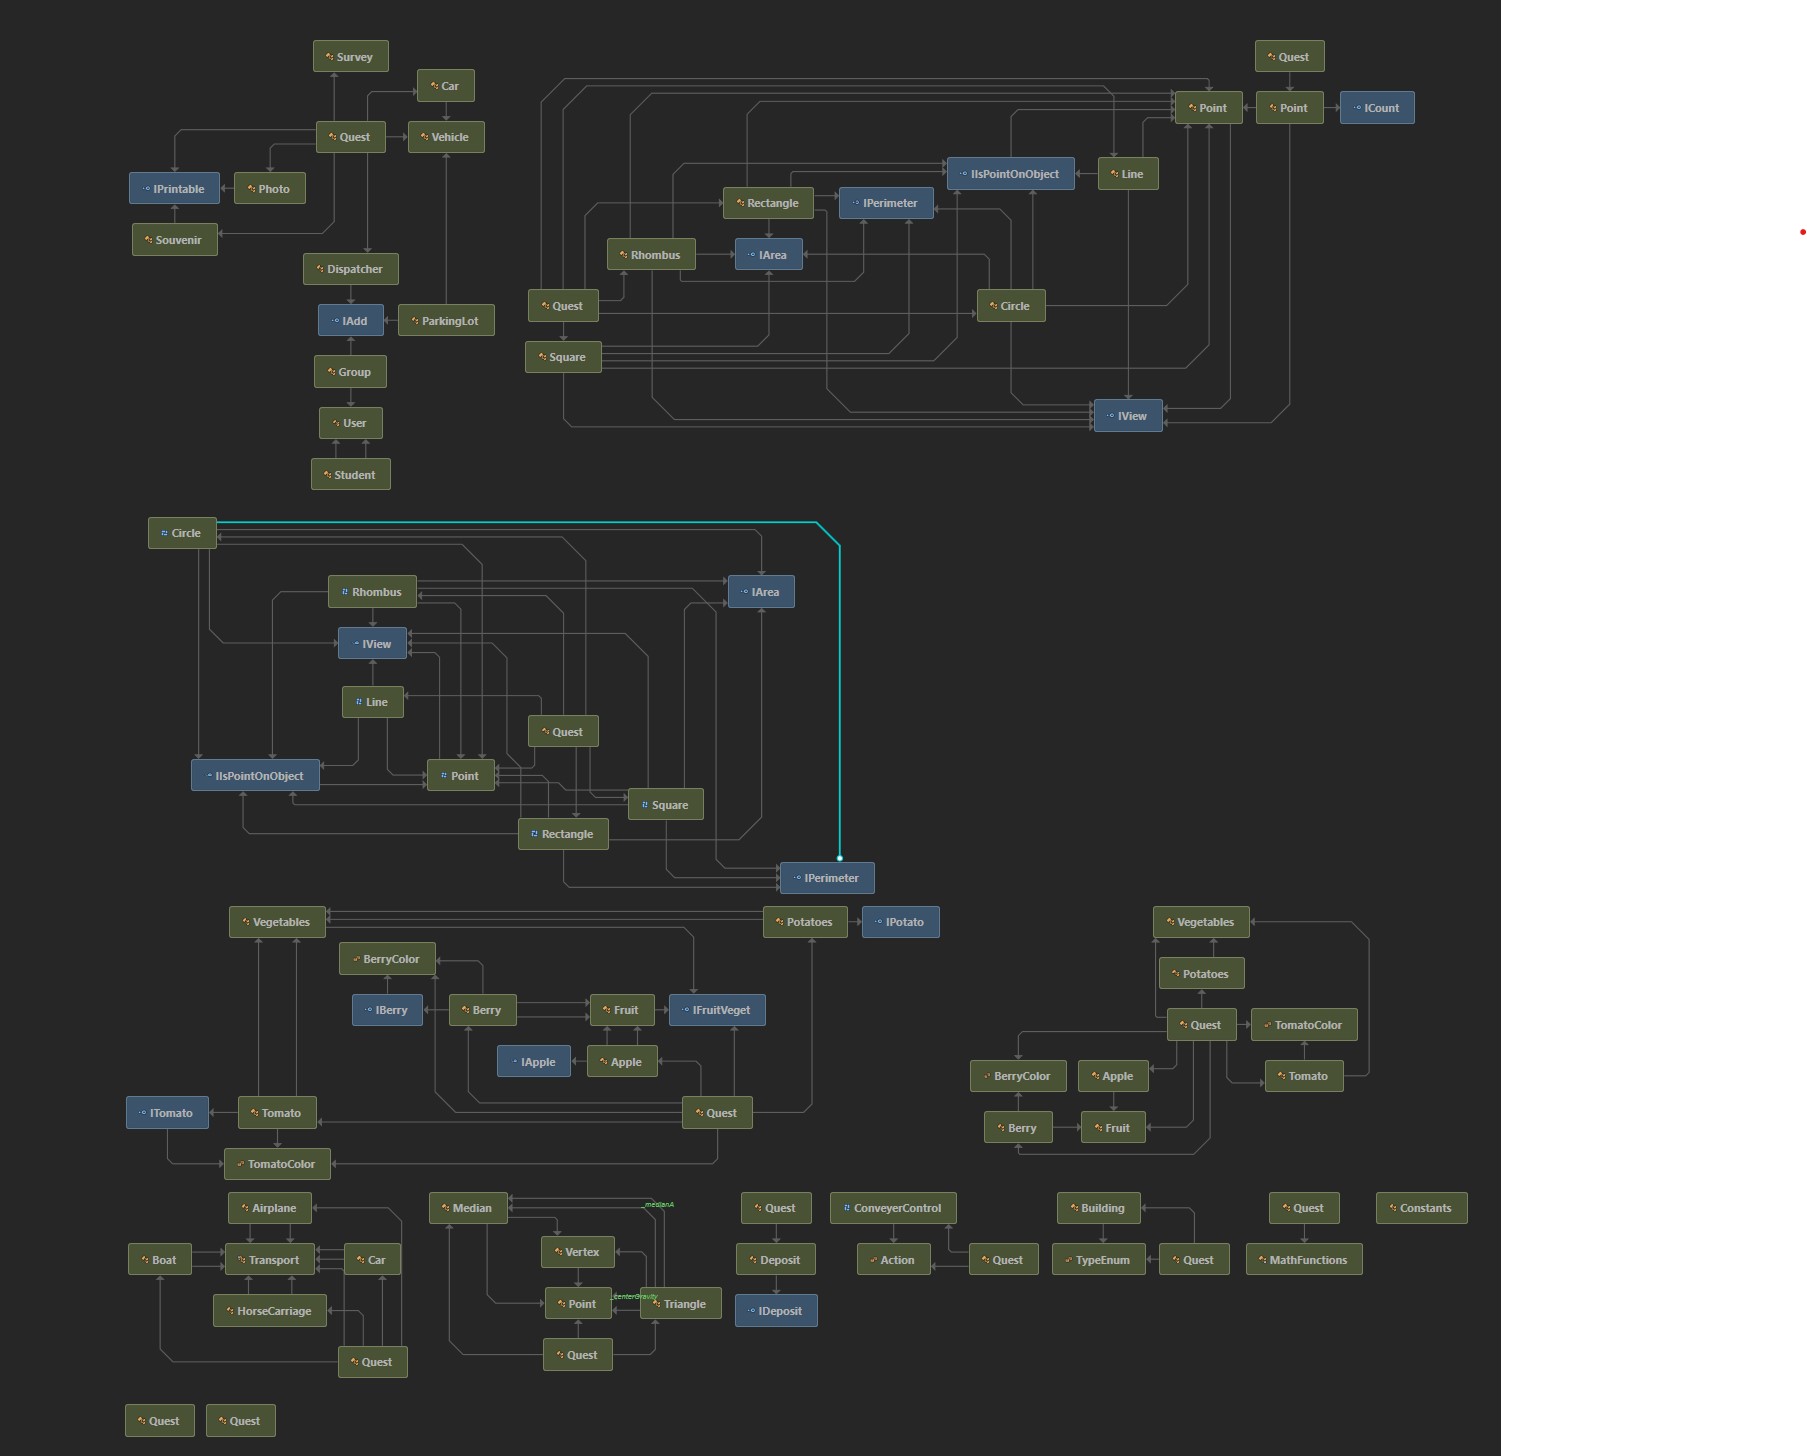 Survey
Car
Quest
Vehicle
IPrintable
Photo
Souvenir
Dispatcher
IAdd
ParkingLot
Group
User
Student
Quest
Point
Point
ICount
IIsPointOnObject
Line
Rectangle
IPerimeter
Rhombus
IArea
Quest
Circle
Square
IView
Circle
Rhombus
IArea
IView
Line
Quest
IIsPointOnObject
Point
Square
Rectangle
IPerimeter
Vegetables
Potatoes
IPotato
BerryColor
IBerry
Berry
Fruit
IFruitVeget
IApple
Apple
ITomato
Tomato
Quest
TomatoColor
Vegetables
Potatoes
Quest
TomatoColor
BerryColor
Apple
Tomato
Berry
Fruit
Airplane
Boat
Transport
Car
HorseCarriage
Quest
Median
_medianA
Vertex
Point
_centerGravity
Triangle
Quest
Quest
Deposit
IDeposit
ConveyerControl
Action
Quest
Building
TypeEnum
Quest
Quest
MathFunctions
Constants
Quest
Quest